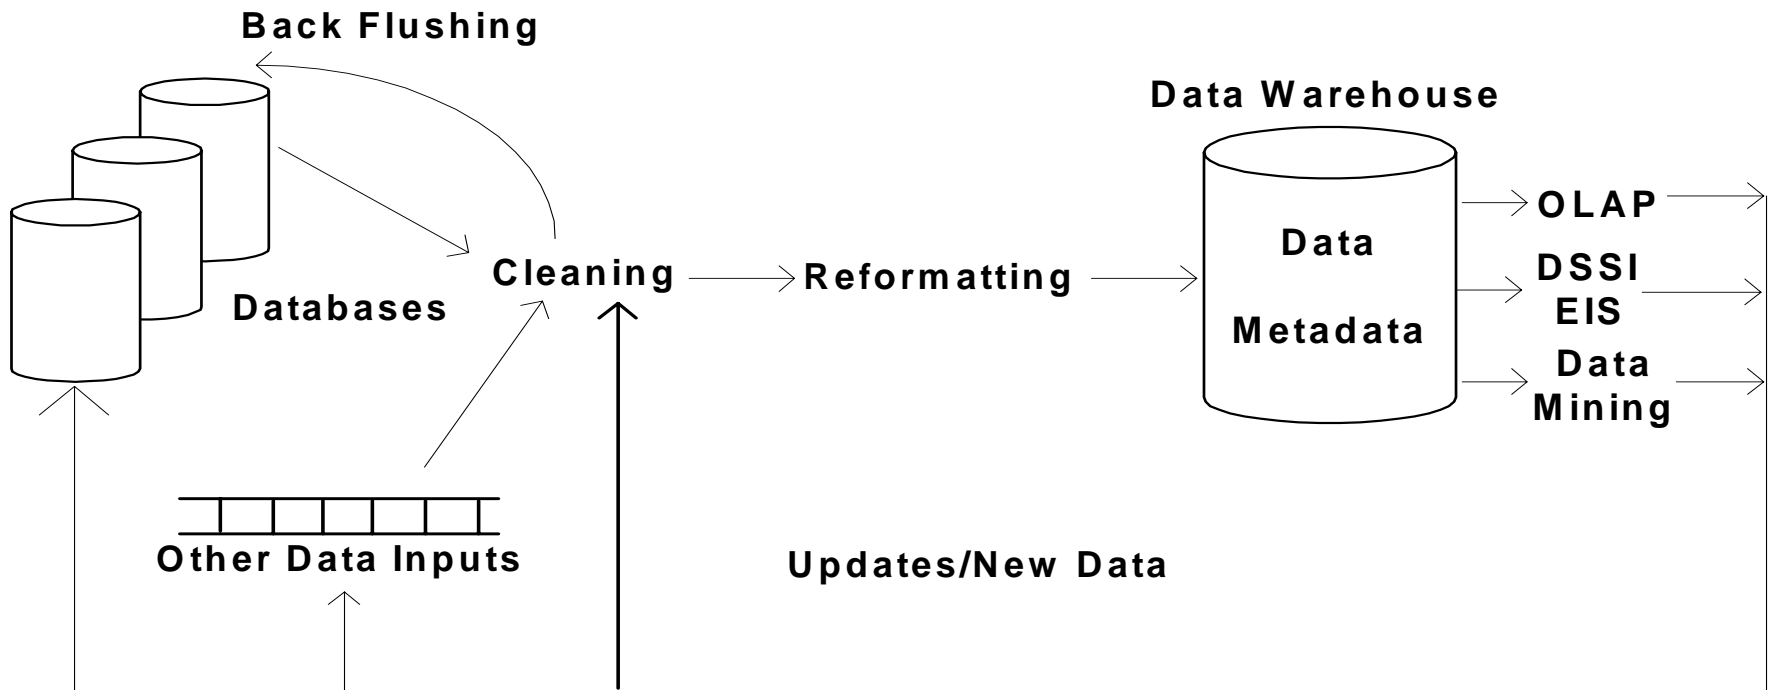 Back Flushing
Data Warehouse
OLAP
Data
Cleaning
Reformatting
DSSI
EIS
Databases
Metadata
Data
Mining
Other Data Inputs
Updates/New Data